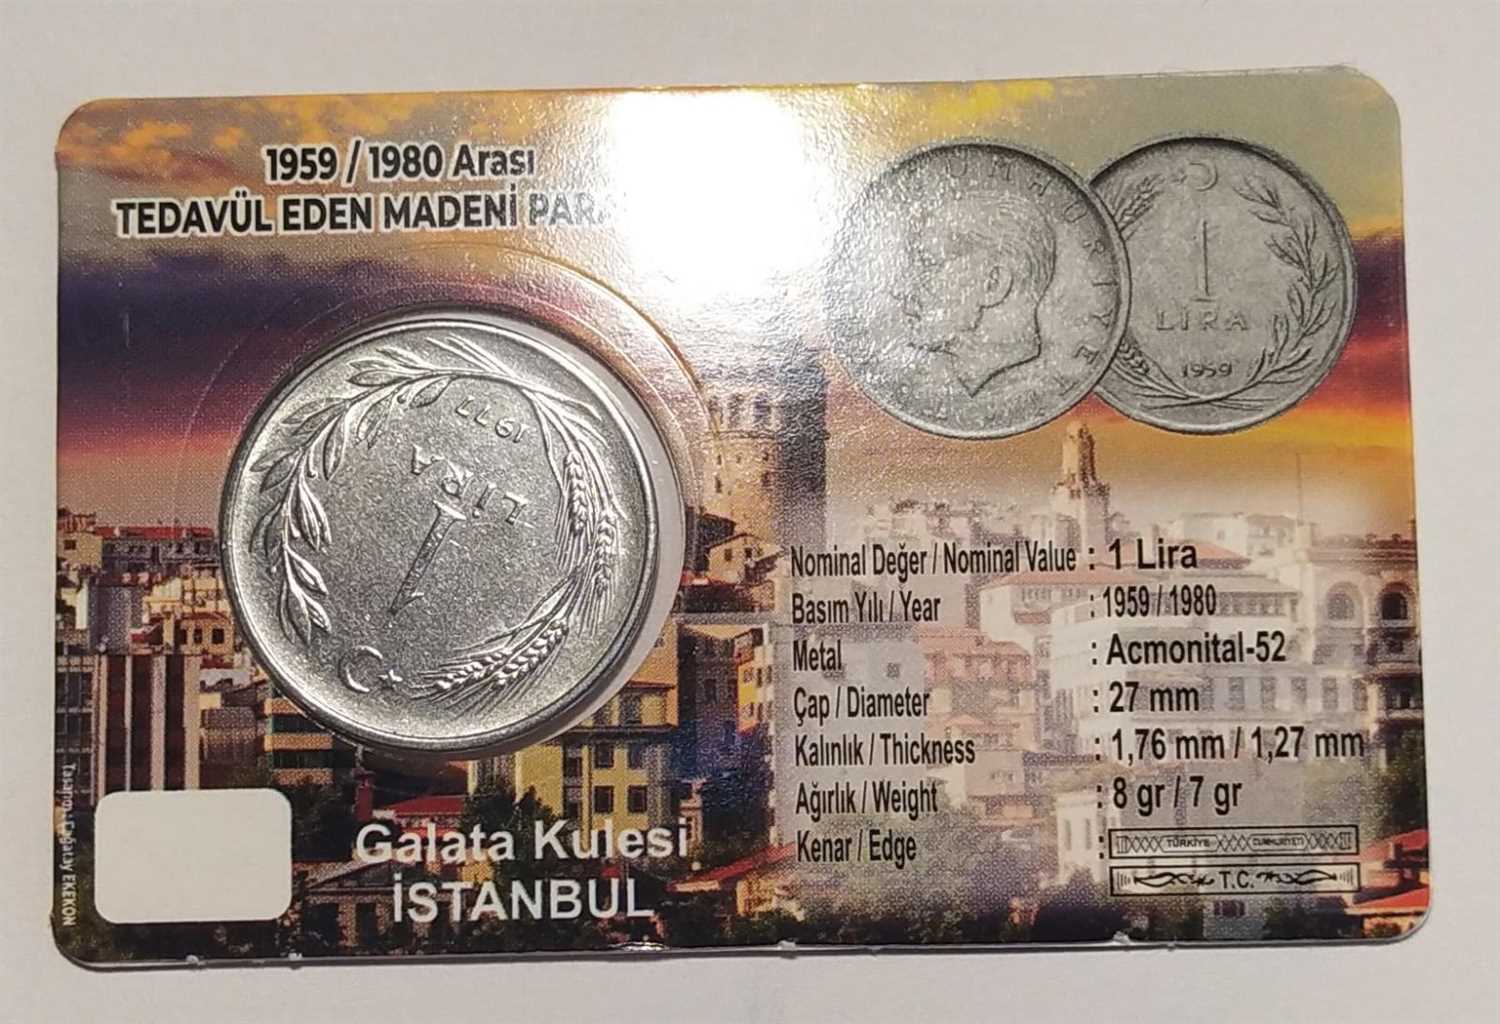 1959 / 1980 Arası
TEDAVÜL EDEN MADENİ PARA
CUMHURİYE
1
LİRA
1959
1977
LİRA
1
Nominal Değer / Nominal Value : 1 Lira
Basım Yılı / Year : 1959 / 1980
Metal : Acmonital-52
Çap / Diameter : 27 mm
Kalınlık / Thickness : 1,76 mm / 1,27 mm
Ağırlık / Weight : 8 gr / 7 gr
Kenar / Edge :
TÜRKİYE CUMHURİYETİ
T.C.
Galata Kulesi
İSTANBUL
EKEKON